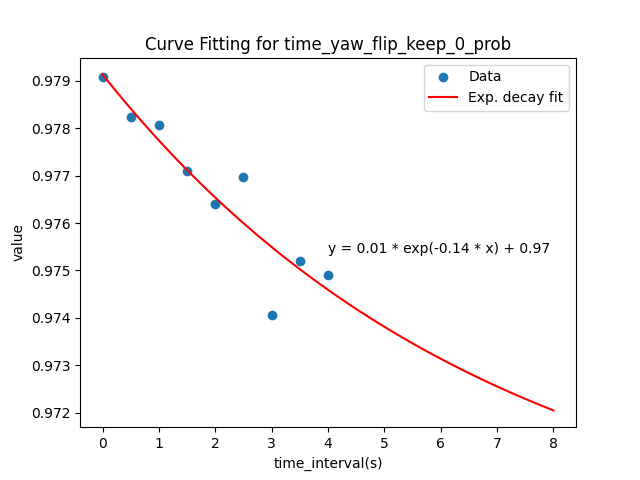 Curve Fitting for time_yaw_flip_keep_0_prob
Data
Exp. decay fit
0.979
0.978
0.977
0.976
0.975
0.974
0.973
0.972
value
y = 0.01 * exp(-0.14 * x) + 0.97
0 1 2 3 4 5 6 7 8
time_interval(s)